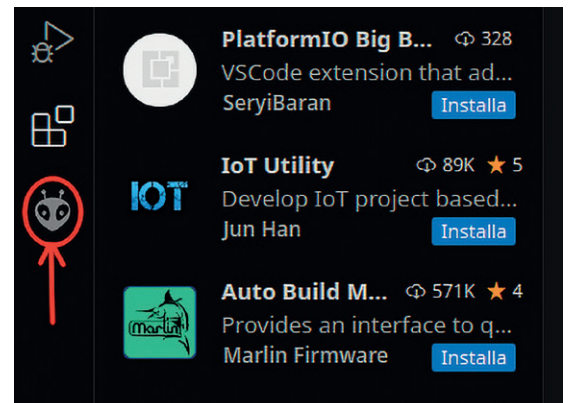 PlatformIO Big B... 328
VSCode extension that ad...
SeryiBaran Installa
IOT
IoT Utility 89K ★ 5
Develop IoT project based...
Jun Han Installa
Marlin
Auto Build M... 571K ★ 4
Provides an interface to q...
Marlin Firmware Installa